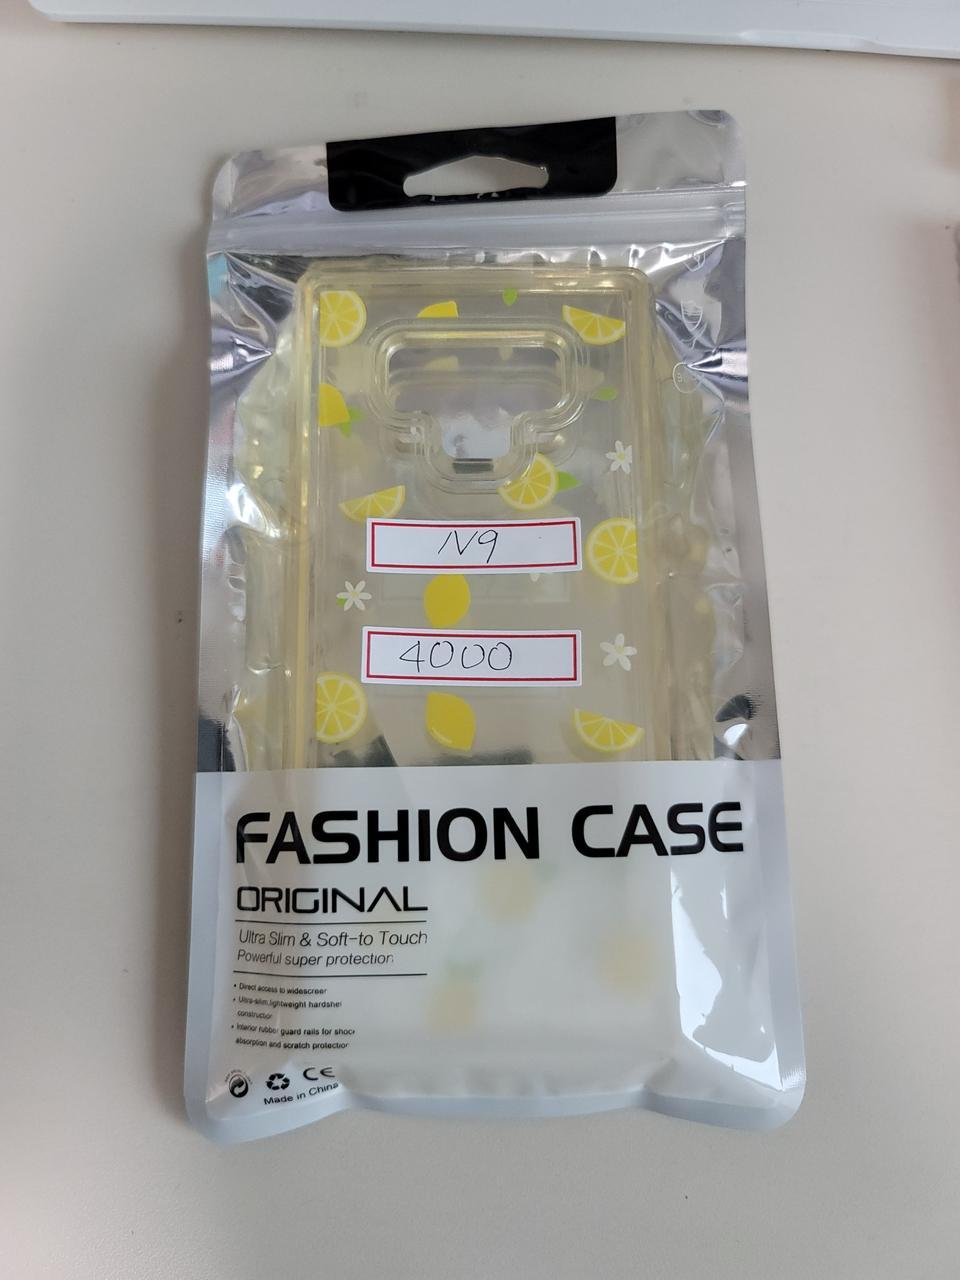 N9
4000
FASHION CASE
ORIGINAL
Ultra Slim & Soft-to Touch
Powerful super protection
• Direct access to widescreen
• Ultra-slim,lightweight hardshel
construction
• Interior rubber guard rails for shock
absorption and scratch protection
CE
Made in China